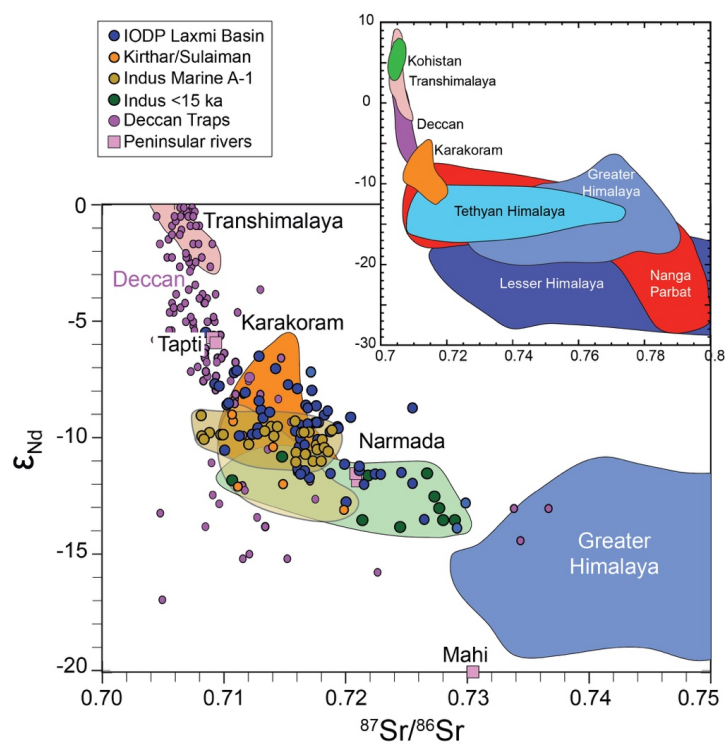 IODP Laxmi Basin
Kirthar/Sulaiman
Indus Marine A-1
Indus <15 ka
Deccan Traps
Peninsular rivers
10
0
-10
-20
-30
Kohistan
Transhimalaya
Deccan
Karakoram
Greater
Himalaya
Tethyan Himalaya
Lesser Himalaya
Nanga
Parbat
0.7
0.72
0.74
0.76
0.78
0.8
0
-5
-10
-15
-20
εNd
Transhimalaya
Deccan
Karakoram
‘Tapti
Narmada
Greater
Himalaya
Mahi
0.70
0.71
0.72
0.73
0.74
0.75
⁸⁷Sr/⁸⁶Sr